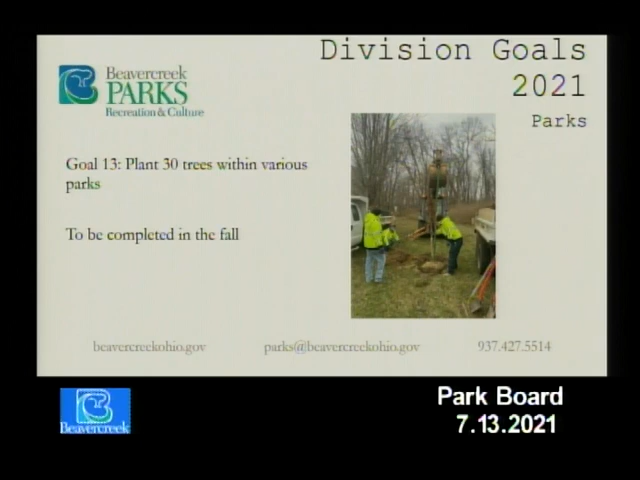 Division Goals
2021
Parks
Beavercreek
PARKS
Recreation & Culture
Goal 13: Plant 30 trees within various
parks
To be completed in the fall
beavercreekohio.gov
parks@beavercreekohio.gov
937.427.5514
Beavercreek
Park Board
7.13.2021